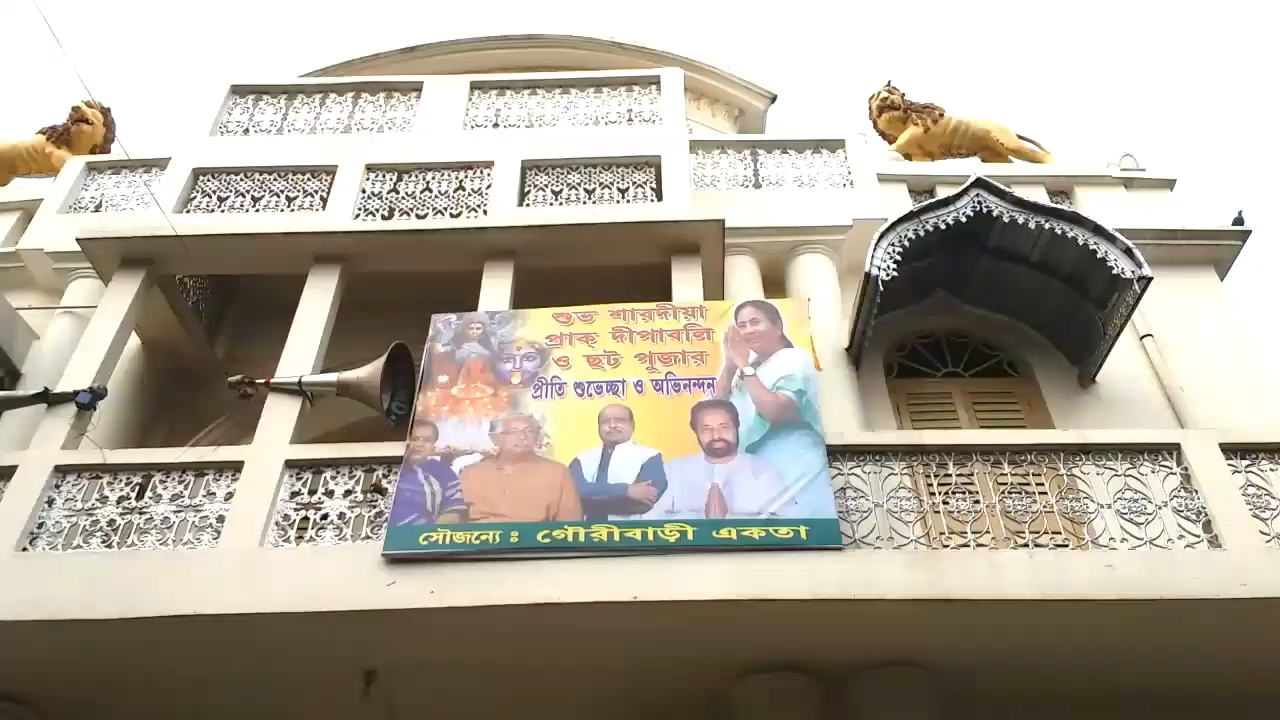 শুভ শারদীয়া
প্রাক্ দীপাবলি
ও ছট পুজার
প্রীতি শুভেচ্ছা ও অভিনন্দন
সৌজন্যে ঃ গৌরীবাড়ী একতা